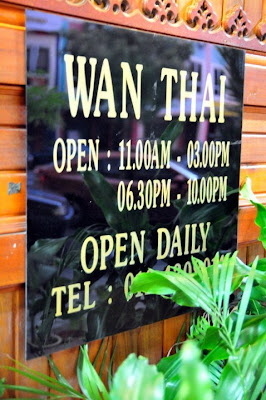 WAN THAI
OPEN : 11.00AM - 03.00PM
06.30PM - 10.00PM
OPEN DAILY
TEL :